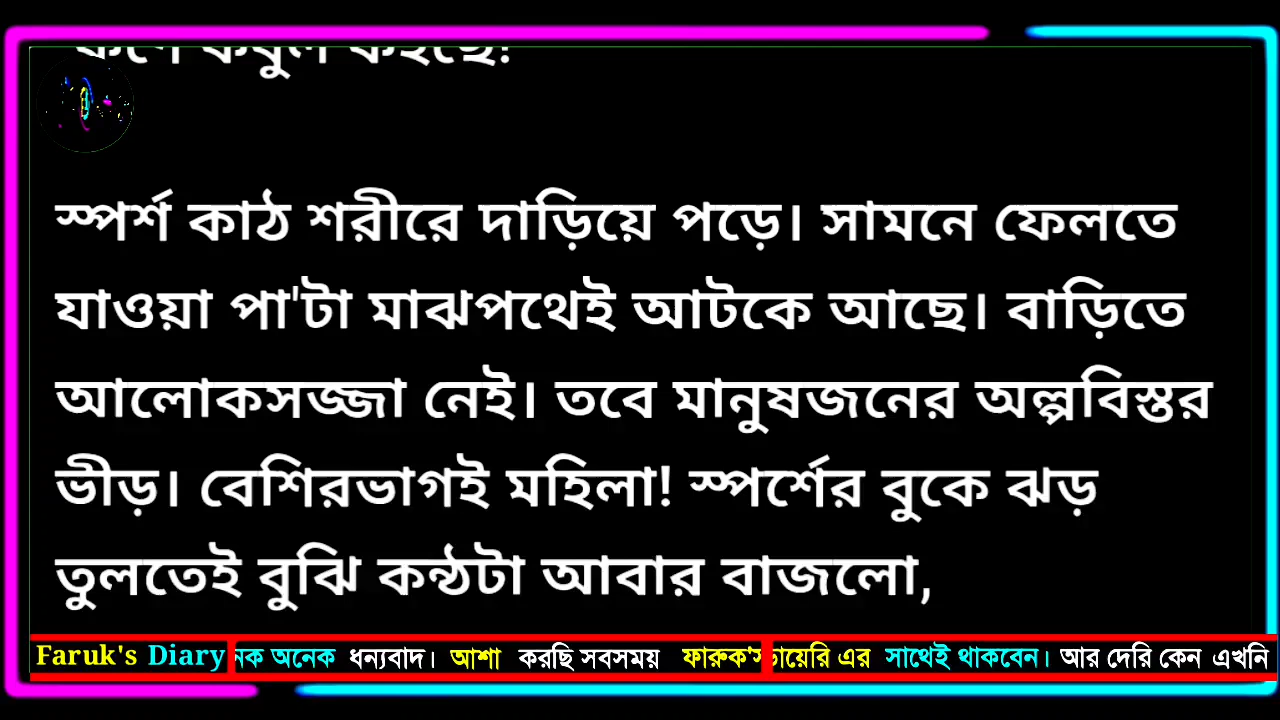 কবুল কইছে!
স্পর্শ কাঠ শরীরে দাড়িয়ে পড়ে। সামনে ফেলতে
যাওয়া পা'টা মাঝপথেই আটকে আছে। বাড়িতে
আলোকসজ্জা নেই। তবে মানুষজনের অল্পবিস্তর
ভীড়। বেশিরভাগই মহিলা! স্পর্শের বুকে ঝড়
তুলতেই বুঝি কন্ঠটা আবার বাজলো,
Faruk's Diary অনেক ধন্যবাদ। আশা করছি সবসময় ফারুক'স এর সাথেই থাকবেন। আর দেরি কেন এখনি